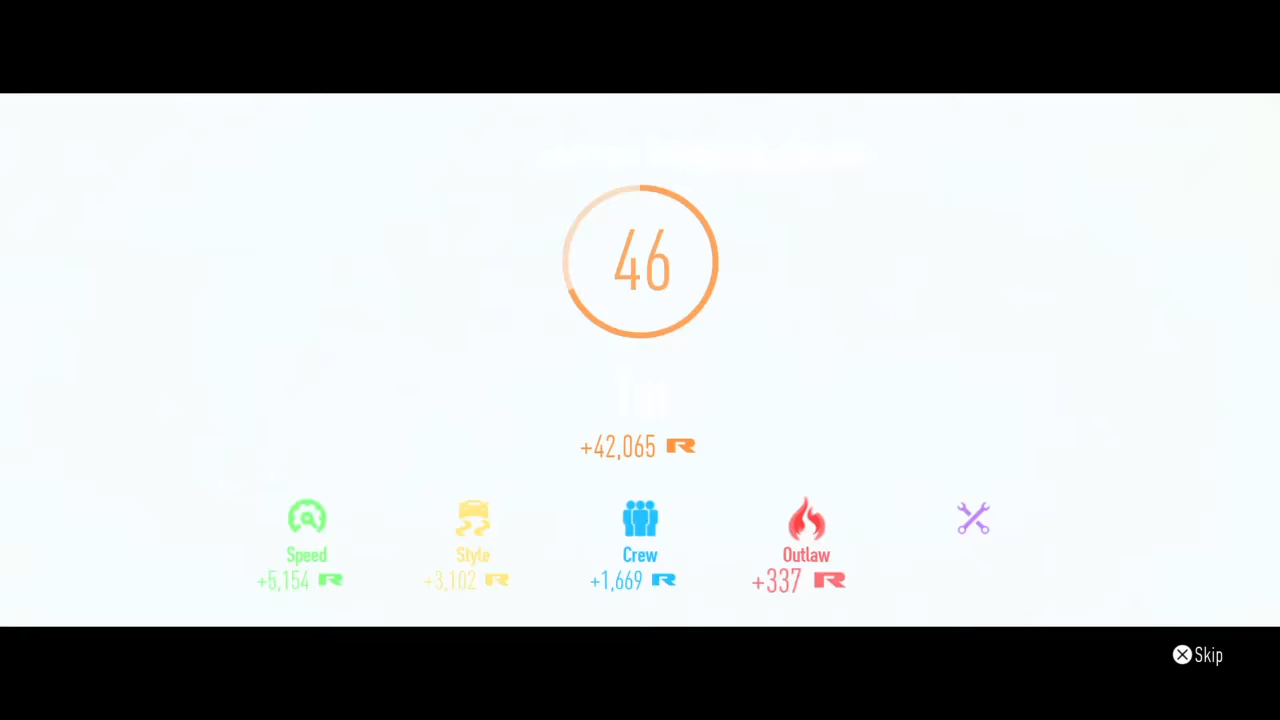 46
+42,065 R
Speed Style Crew Outlaw
+5,154 R +3,102 R +1,669 R +337 R
Skip